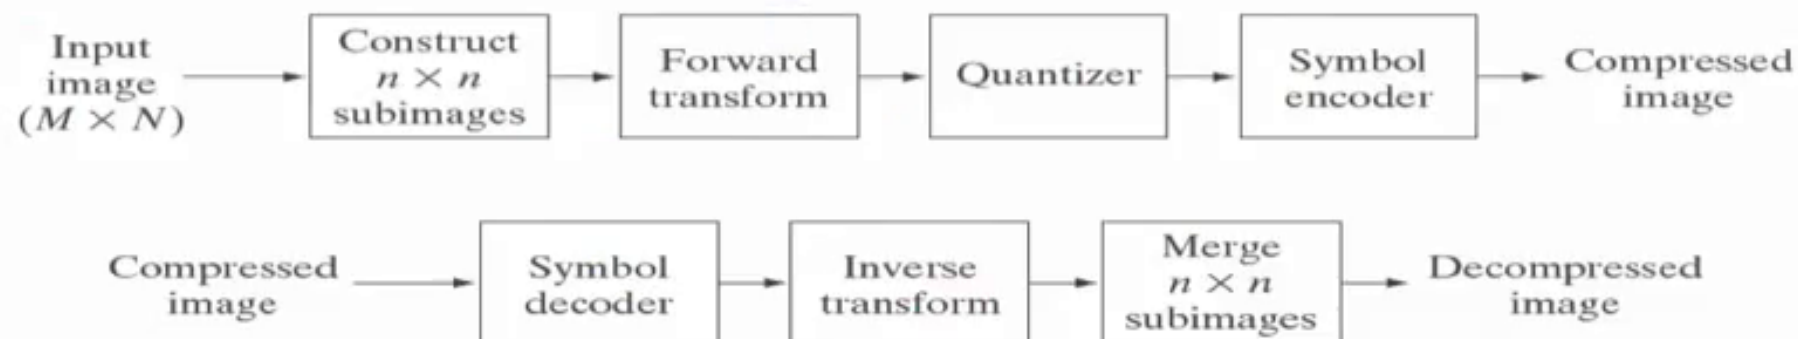 Input
image
(M × N)
Construct
n × n
subimages
Forward
transform
Quantizer
Symbol
encoder
Compressed
image
Compressed
image
Symbol
decoder
Inverse
transform
Merge
n × n
subimages
Decompressed
image